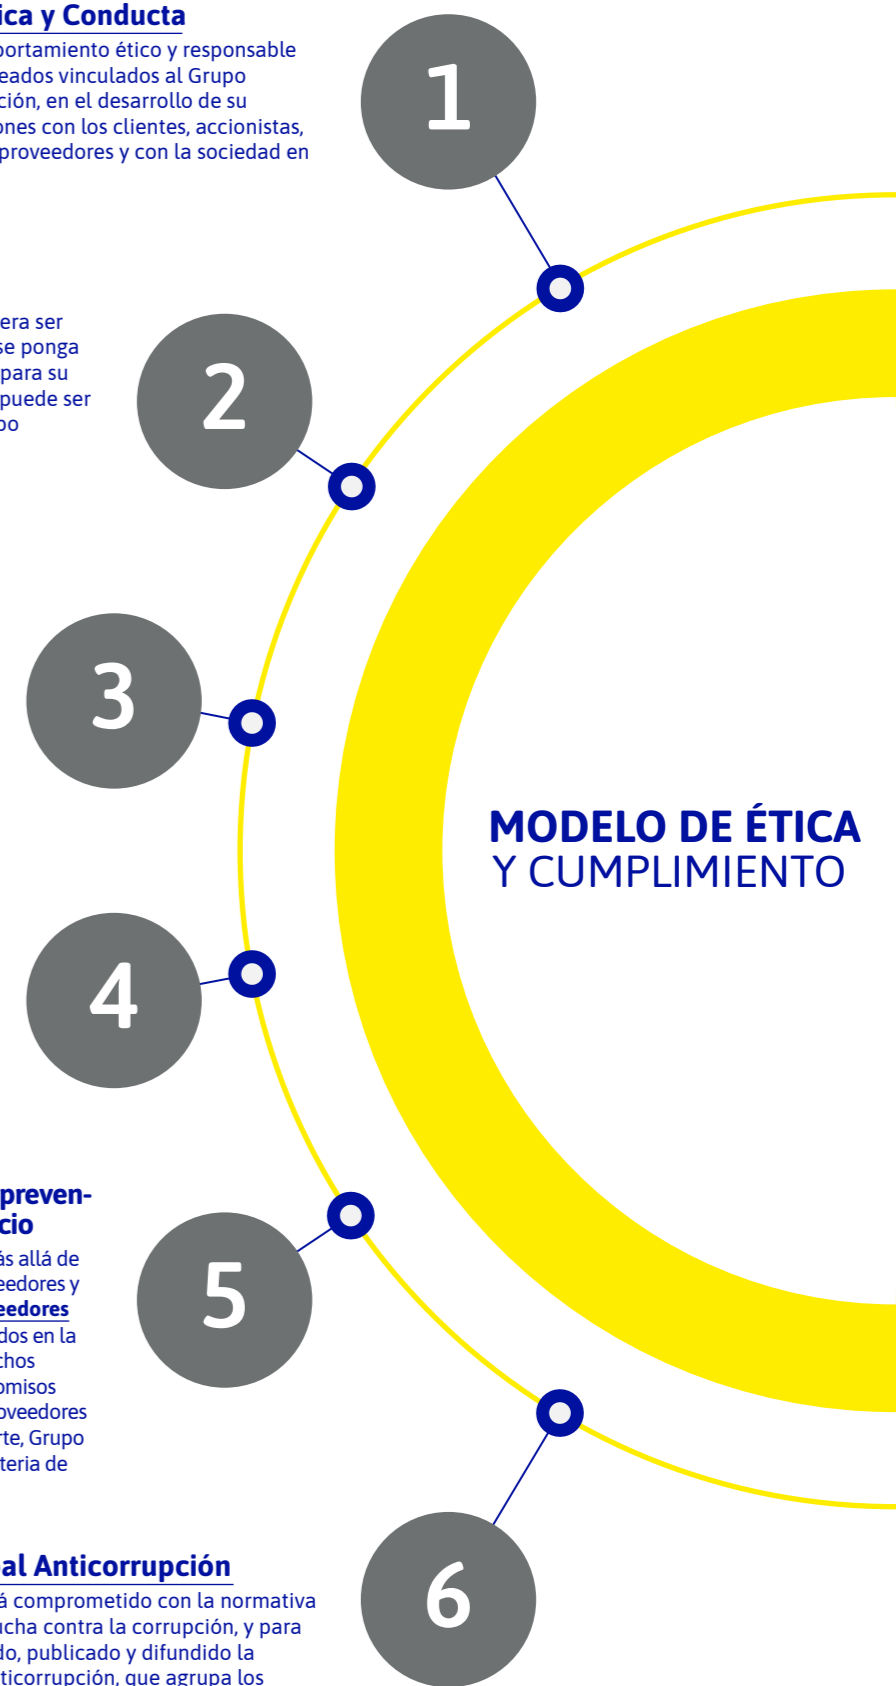 ica y Conducta
portamiento ético y responsable
eados vinculados al Grupo
ción, en el desarrollo de su
ones con los clientes, accionistas,
proveedores y con la sociedad en
1
era ser
se ponga
para su
puede ser
po
2
3
MODELO DE ÉTICA
Y CUMPLIMIENTO
4
preven-
cio
ás allá de
eedores y
eedores
dos en la
chos
omisos
oveedores
rte, Grupo
teria de
5
al Anticorrupción
á comprometido con la normativa
ucha contra la corrupción, y para
do, publicado y difundido la
ticorrupción, que agrupa los
6